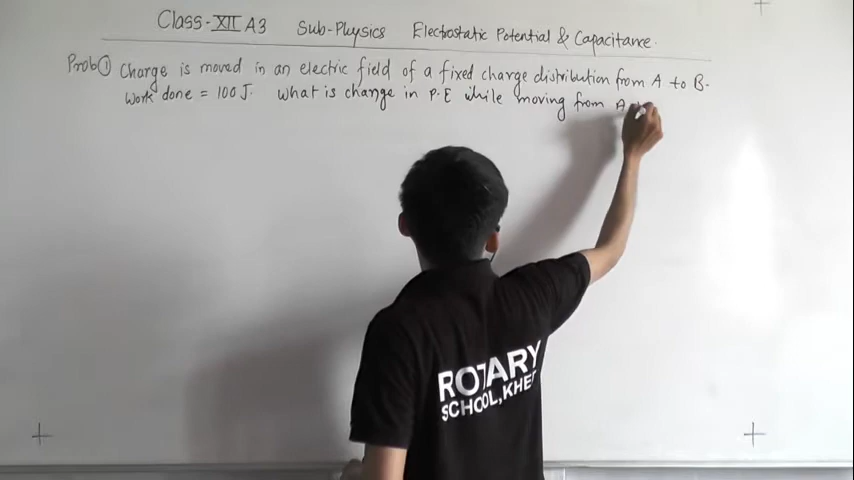 Class-XII A3 Sub-Physics Electrostatic Potential & Capacitance.
Prob① Charge is moved in an electric field of a fixed charge distribution from A to B.
Work done = 100 J. What is change in P.E while moving from A
ROTARY
SCHOOL,